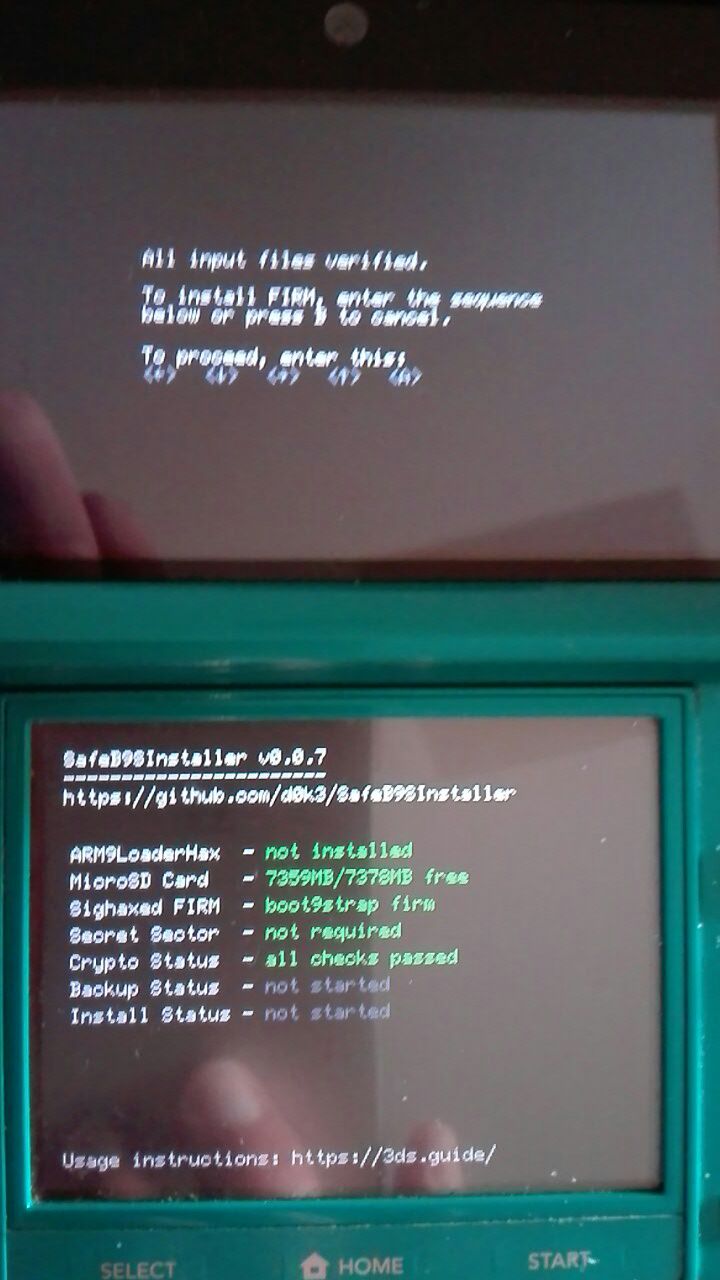 All input files verified.
To install FIRM, enter the sequence
below or press B to cancel.
To proceed, enter this:
SafeB9SInstaller v0.0.7
https://github.com/d0k3/SafeB9SInstaller
ARM9LoaderHax - not installed
MicroSD Card - 7359MB/7378MB free
Sighaxed FIRM - boot9strap firm
Secret Sector - not required
Crypto Status - all checks passed
Backup Status - not started
Install Status - not started
Usage instructions: https://3ds.guide/
SELECT HOME START